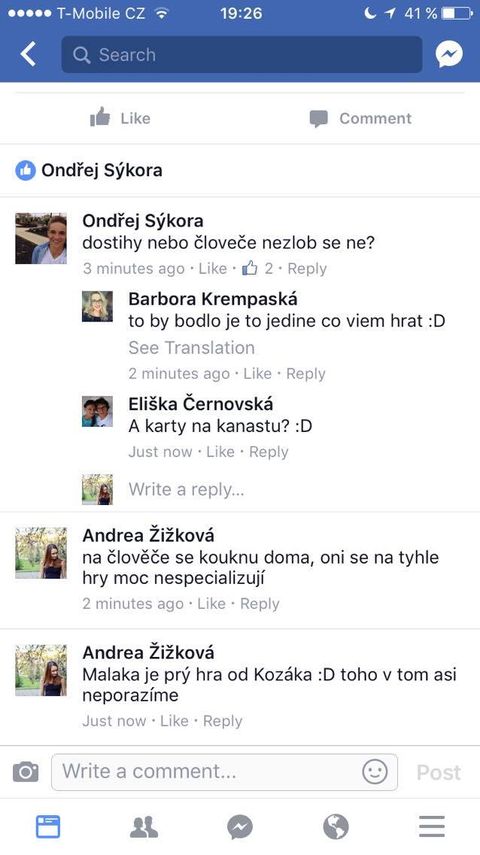 T-Mobile CZ 19:26 41 %
Search
Like Comment
Ondřej Sýkora
Ondřej Sýkora
dostihy nebo človeče nezlob se ne?
3 minutes ago · Like · 2 · Reply
Barbora Krempaská
to by bodlo je to jedine co viem hrat :D
See Translation
2 minutes ago · Like · Reply
Eliška Černovská
A karty na kanastu? :D
Just now · Like · Reply
Write a reply...
Andrea Žižková
na člověče se kouknu doma, oni se na tyhle
hry moc nespecializují
2 minutes ago · Like · Reply
Andrea Žižková
Malaka je prý hra od Kozáka :D toho v tom asi
neporazíme
Just now · Like · Reply
Write a comment... Post